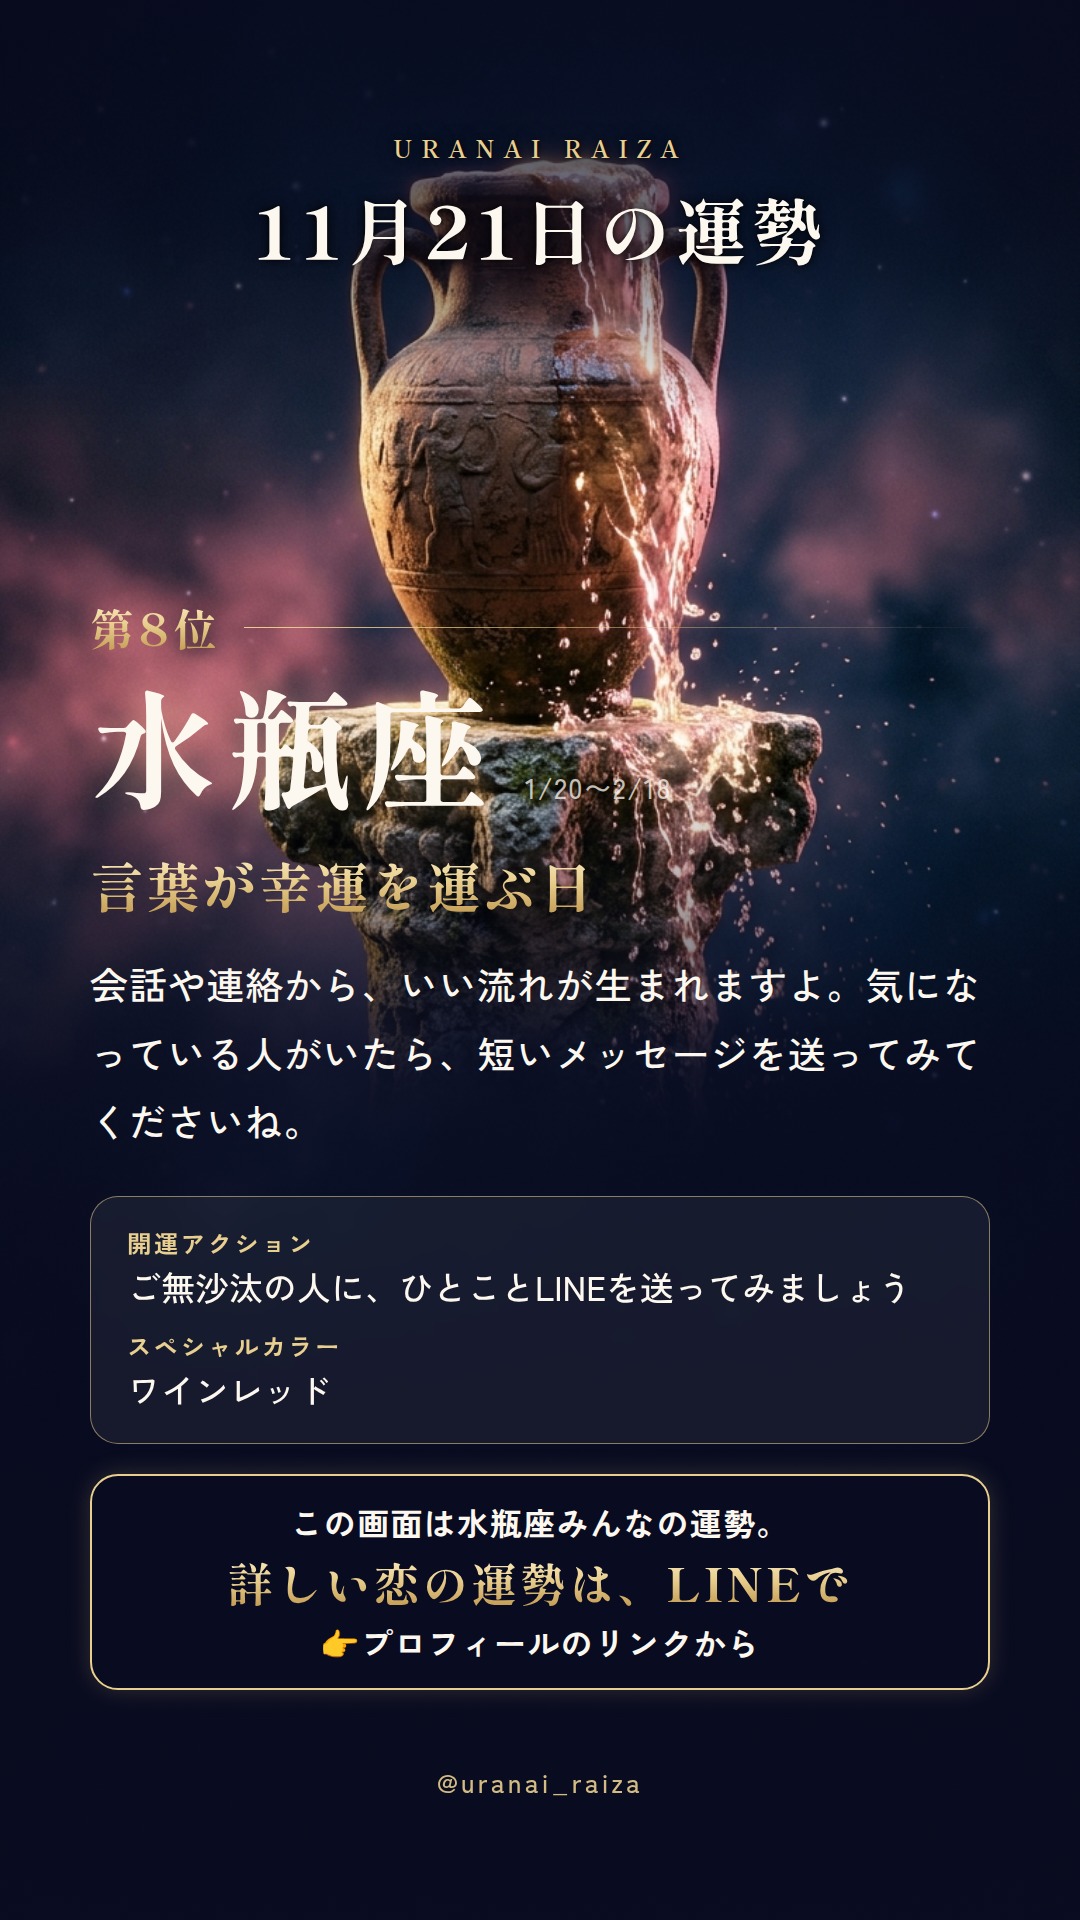 URANAI RAIZA
11月21日の運勢
第8位
水瓶座 1/20〜2/18
言葉が幸運を運ぶ日
会話や連絡から、いい流れが生まれますよ。気にな
っている人がいたら、短いメッセージを送ってみて
くださいね。
開運アクション
ご無沙汰の人に、ひとことLINEを送ってみましょう
スペシャルカラー
ワインレッド
この画面は水瓶座みんなの運勢。
詳しい恋の運勢は、LINEで
👉プロフィールのリンクから
@uranai_raiza